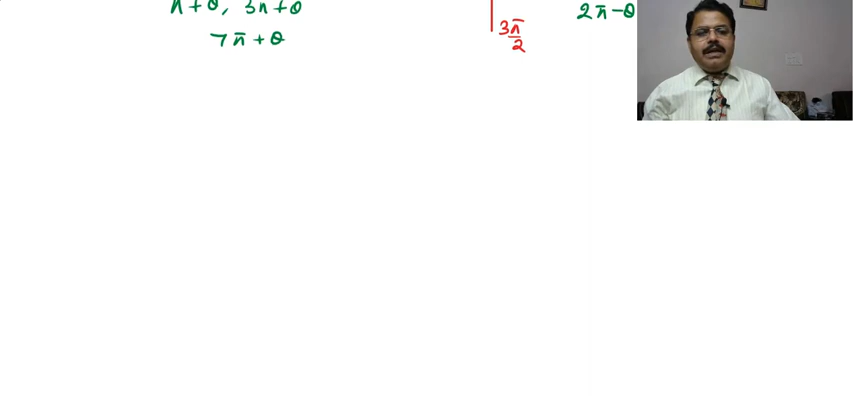 π + θ, 3π + θ
7π + θ
3π/2
2π - θ